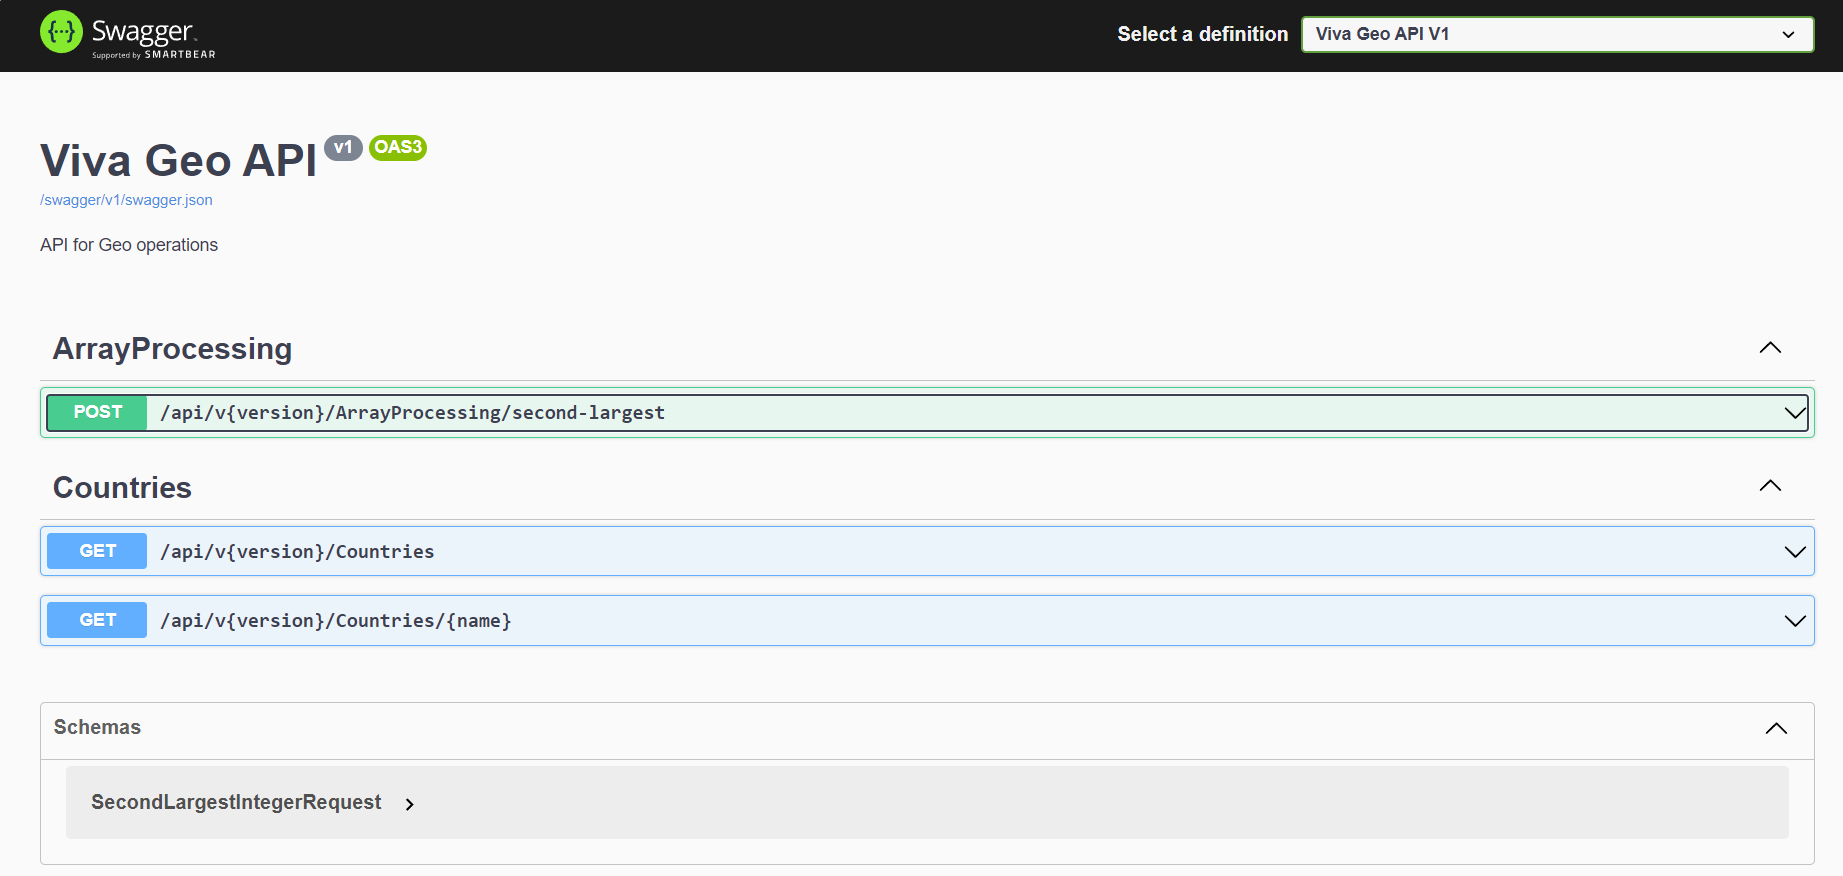 Swagger
Supported by SMARTBEAR
Select a definition
Viva Geo API V1
Viva Geo API v1 OAS3
/swagger/v1/swagger.json
API for Geo operations
ArrayProcessing
POST /api/v{version}/ArrayProcessing/second-largest
Countries
GET /api/v{version}/Countries
GET /api/v{version}/Countries/{name}
Schemas
SecondLargestIntegerRequest